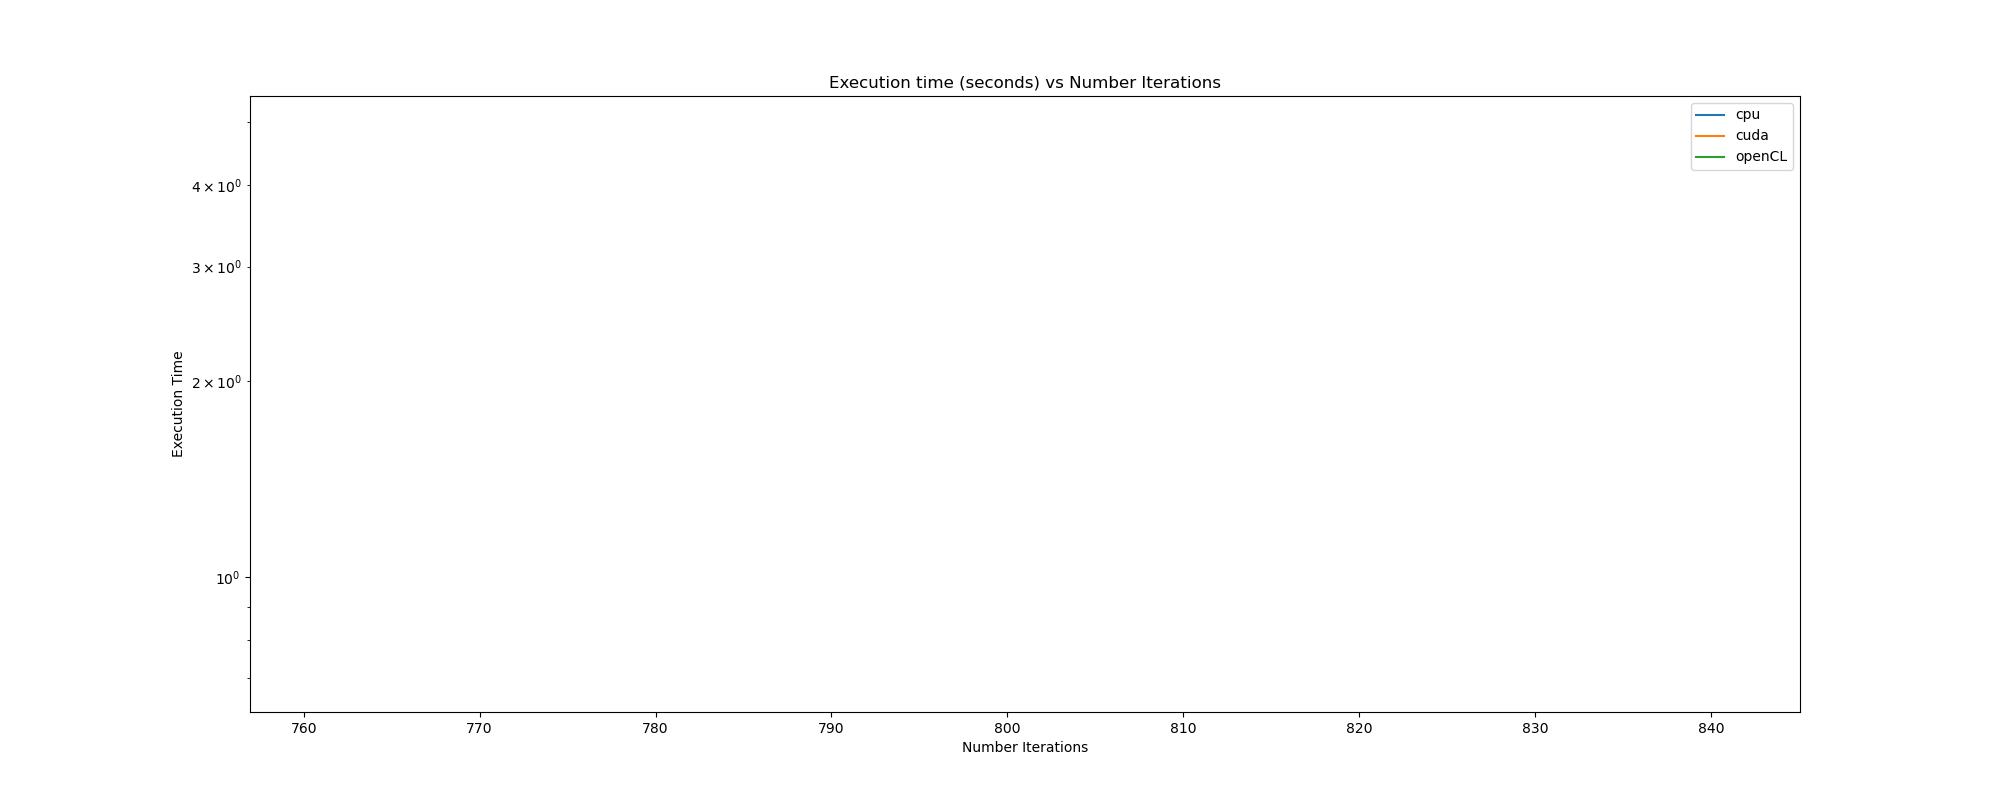 Execution time (seconds) vs Number Iterations
cpu
cuda
openCL
4 × 10⁰
3 × 10⁰
2 × 10⁰
10⁰
Execution Time
760 770 780 790 800 810 820 830 840
Number Iterations